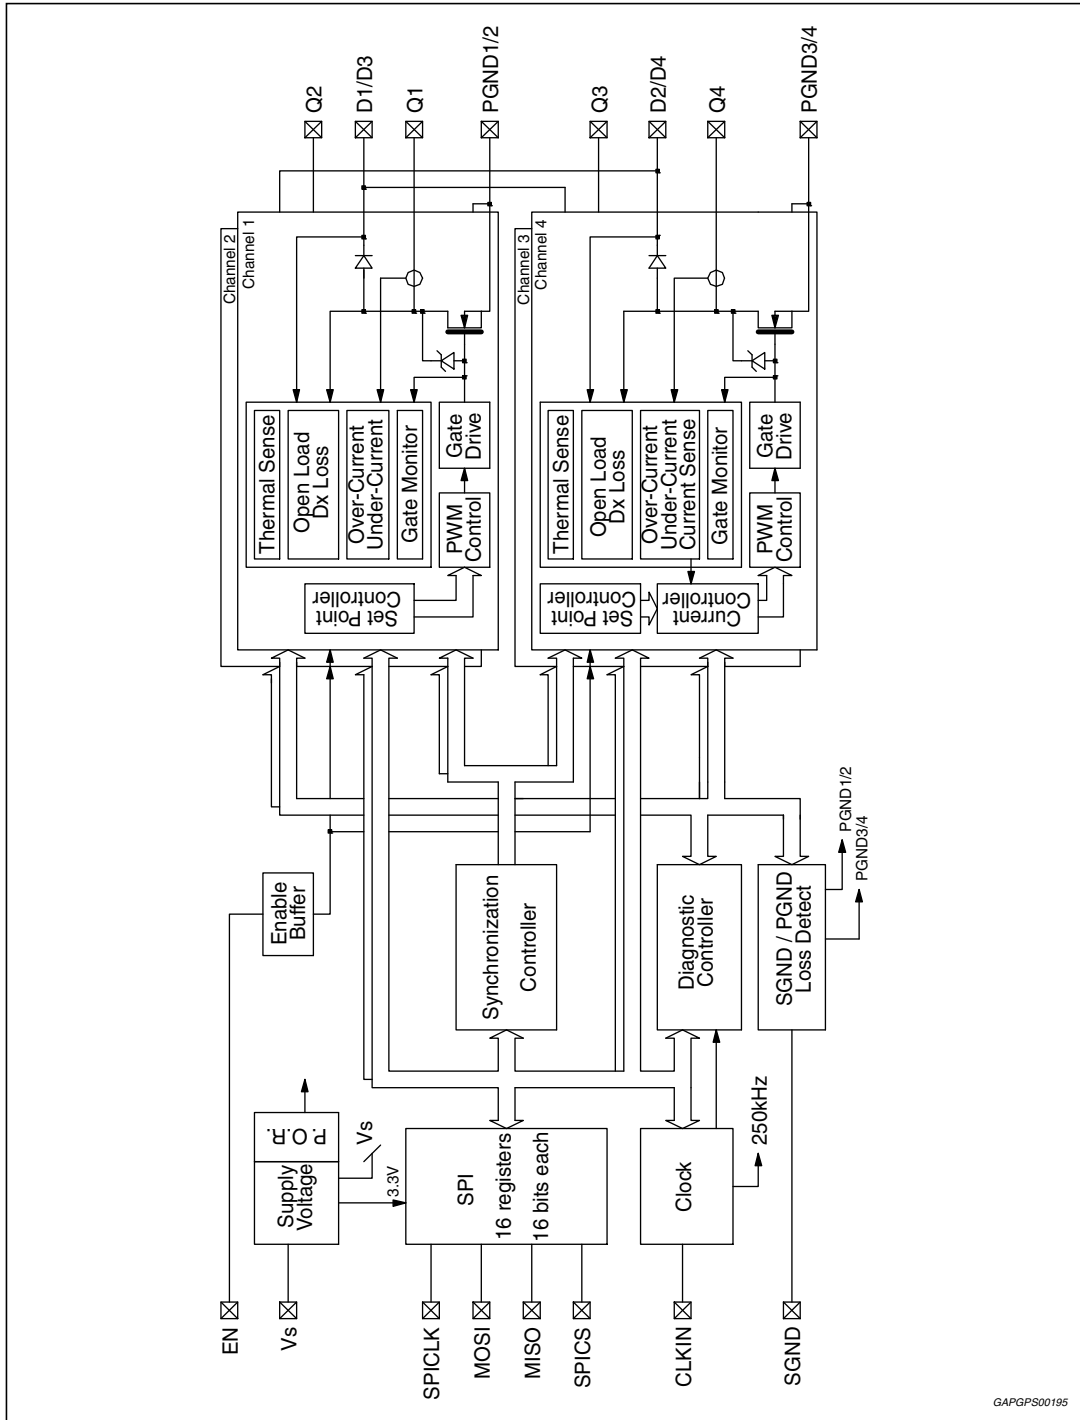 Q2
D1/D3
Q1
PGND1/2
Q3
D2/D4
Q4
PGND3/4
Channel 2
Channel 1
Thermal Sense
Open Load
Dx Loss
Over-Current
Under-Current
Gate Monitor
Gate
Drive
PWM
Control
Set Point
Controller
Channel 3
Channel 4
Thermal Sense
Open Load
Dx Loss
Over-Current
Under-Current
Current Sense
Gate Monitor
Gate
Drive
PWM
Control
Set Point
Controller
Current
Controller
Enable
Buffer
Synchronization
Controller
Diagnostic
Controller
SGND / PGND
Loss Detect
PGND1/2
PGND3/4
P.O.R.
Supply
Voltage
Vs
3.3V
SPI
16 registers
16 bits each
Clock
250kHz
EN
Vs
SPICLK
MOSI
MISO
SPICS
CLKIN
SGND
GAPGPS00195